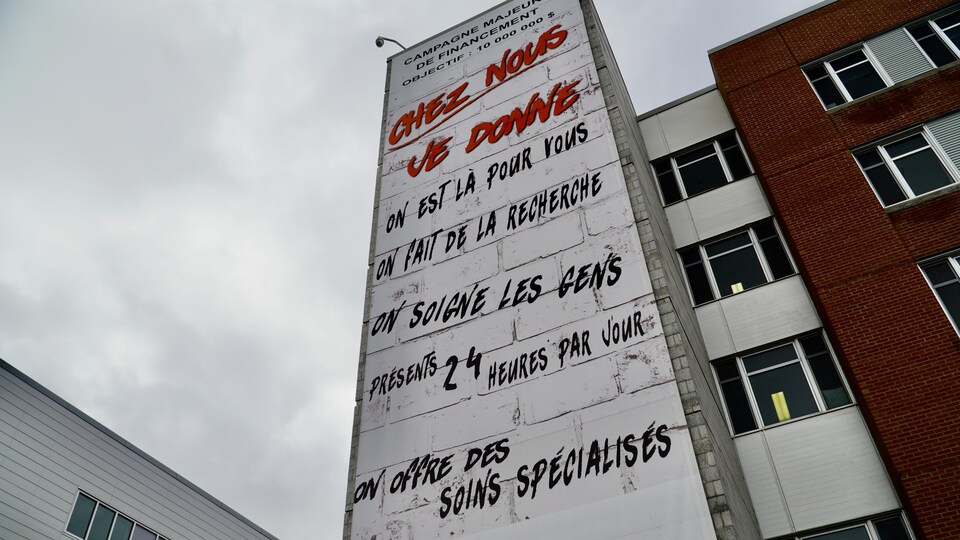 CAMPAGNE MAJEURE
DE FINANCEMENT
OBJECTIF : 10 000 000 $
CHEZ NOUS
JE DONNE
ON EST LÀ POUR VOUS
ON FAIT DE LA RECHERCHE
ON SOIGNE LES GENS
PRÉSENTS 24 HEURES PAR JOUR
ON OFFRE DES
SOINS SPÉCIALISÉS